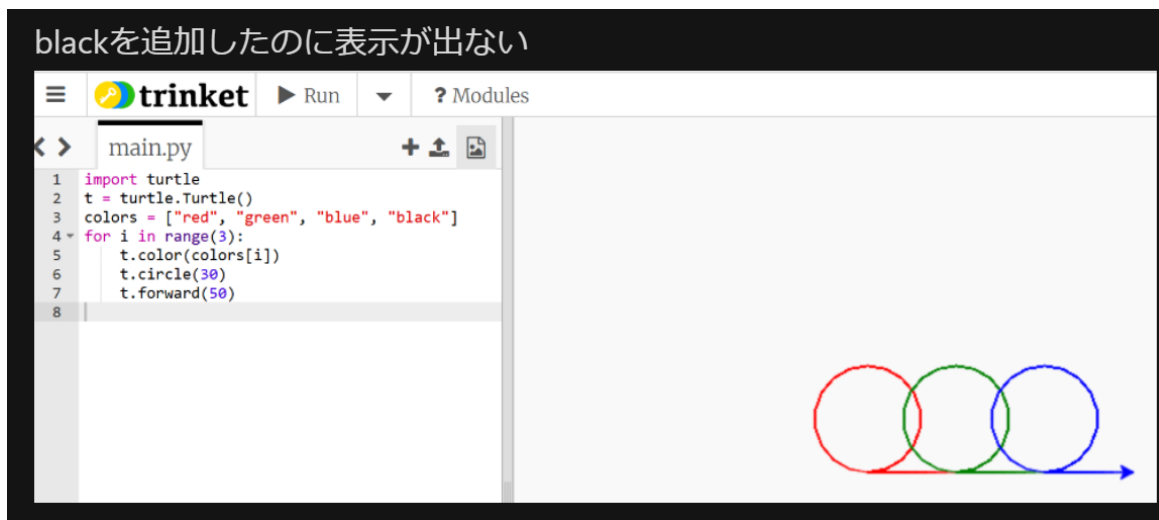 blackを追加したのに表示が出ない
trinket Run ? Modules
main.py
1 import turtle
2 t = turtle.Turtle()
3 colors = ["red", "green", "blue", "black"]
4 for i in range(3):
5     t.color(colors[i])
6     t.circle(30)
7     t.forward(50)
8